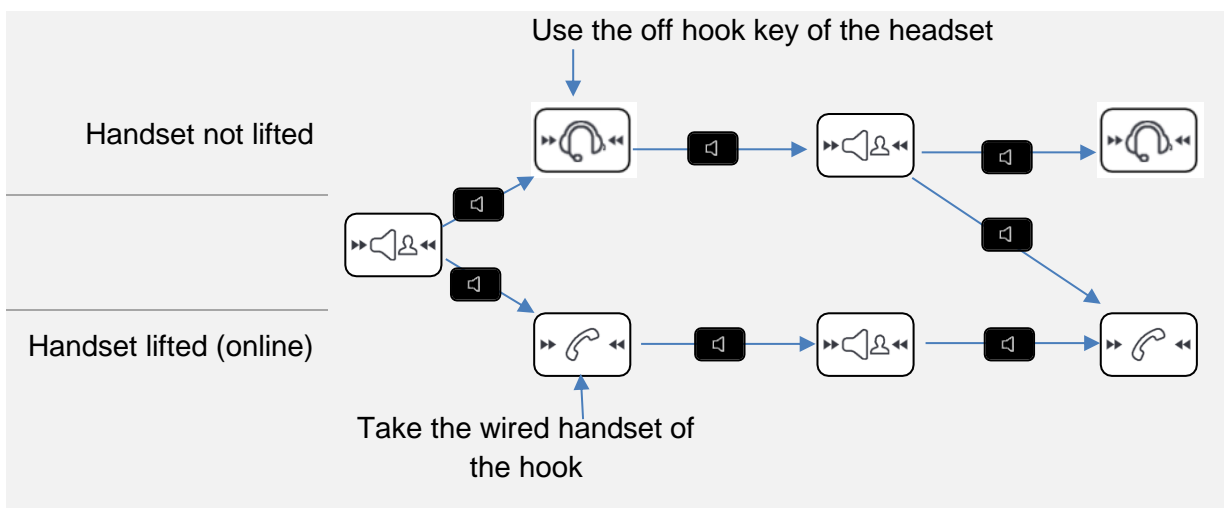 Use the off hook key of the headset
Handset not lifted
Handset lifted (online)
Take the wired handset of
the hook